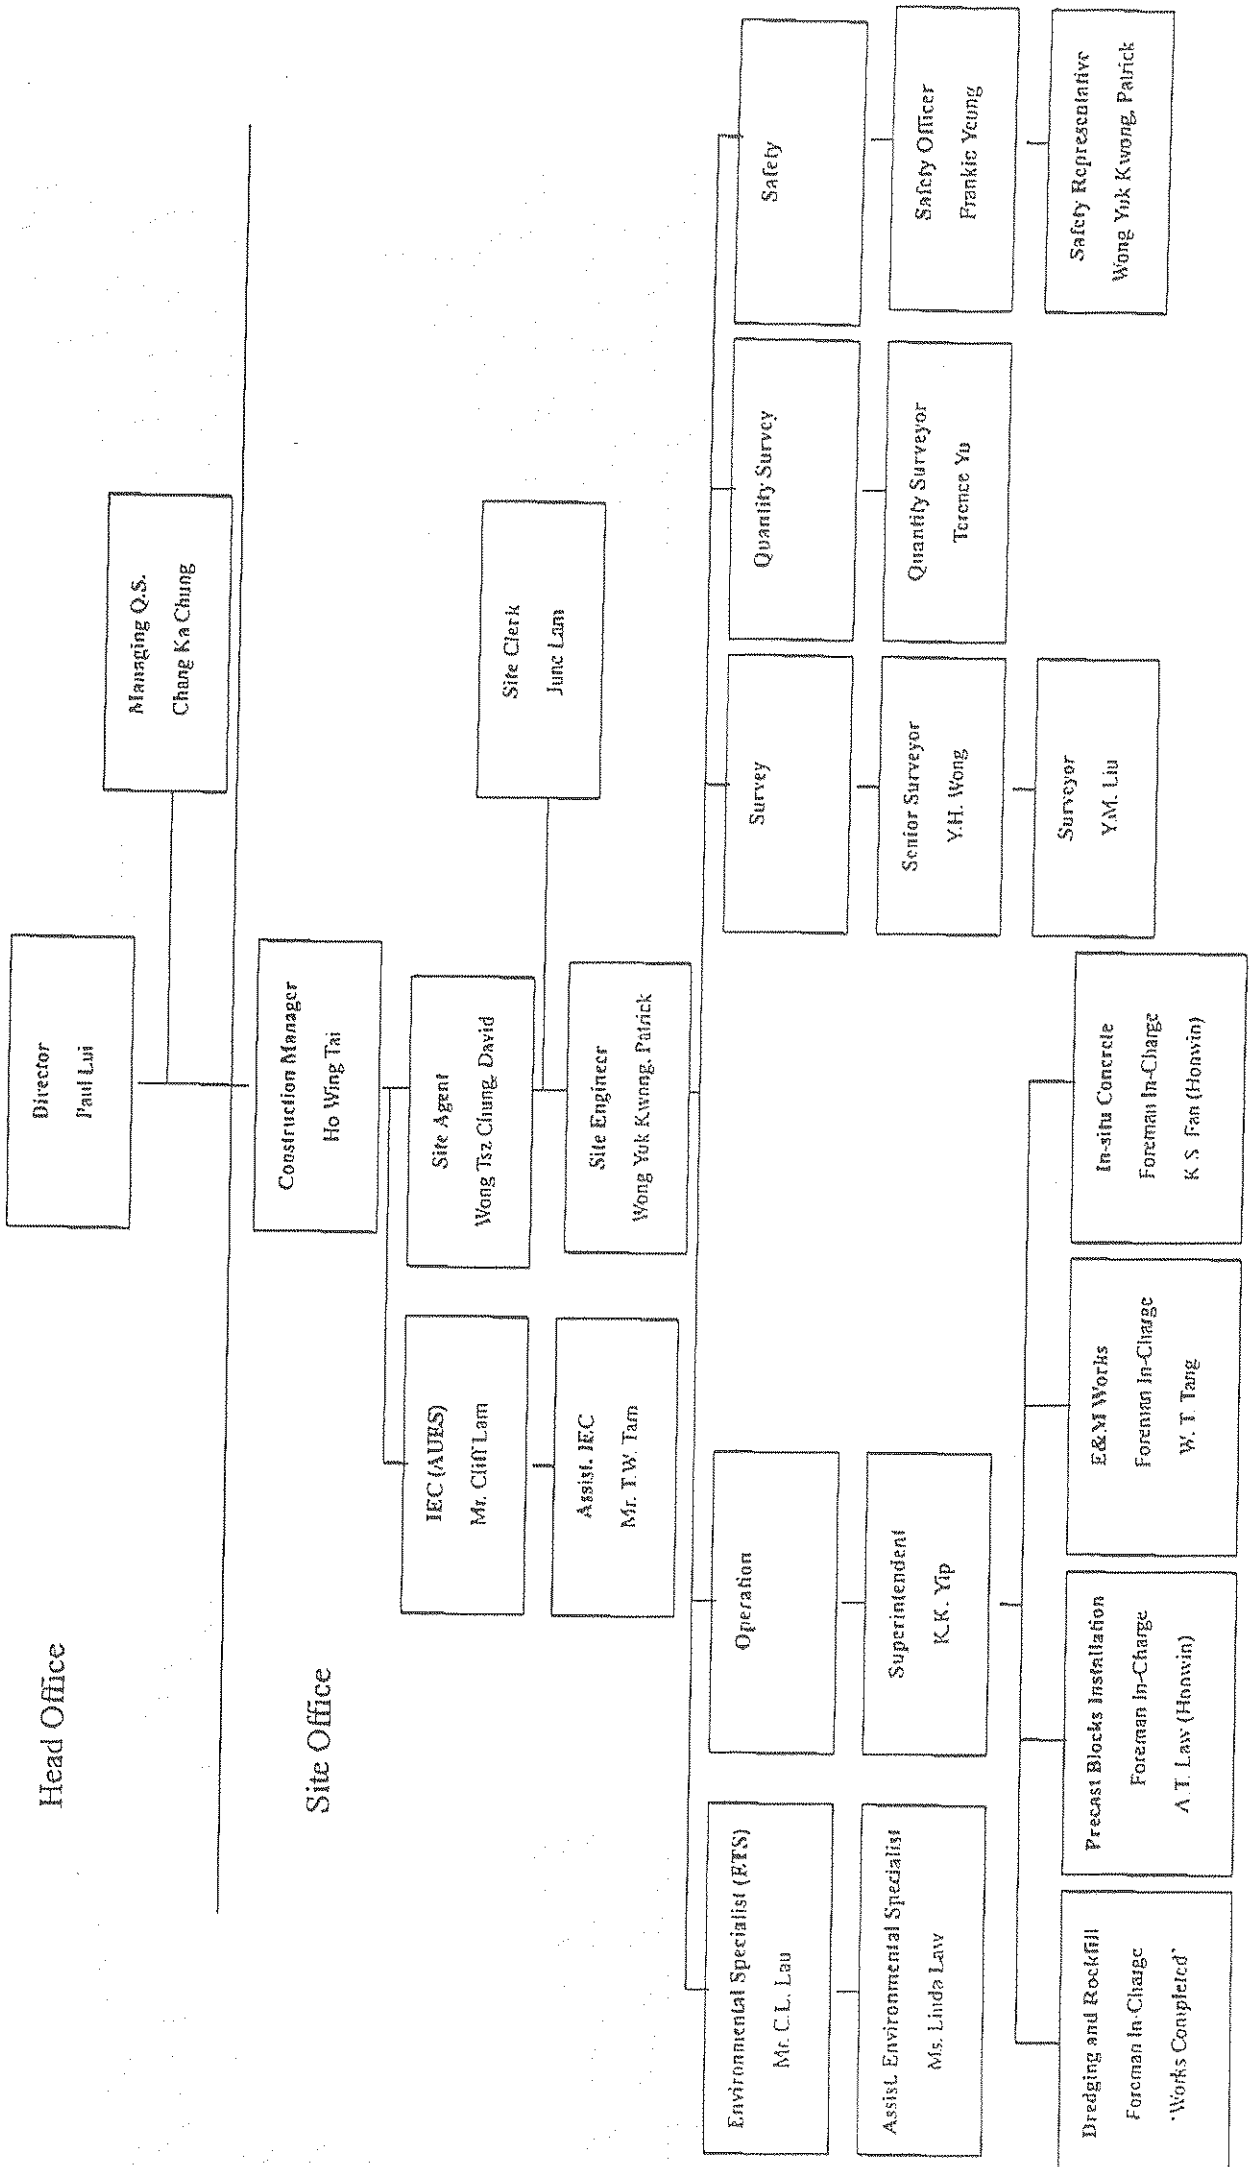 Head Office
Director
Paul Lui
Managing Q.S.
Chang Ka Chung
Site Office
Construction Manager
Ho Wing Tai
IEC (AUES)
Mr. Cliff Lam
Site Agent
Wong Tsz Chung, David
Site Clerk
June Lam
Assist. IEC
Mr. T.W. Tam
Site Engineer
Wong Yuk Kwong, Patrick
Environmental Specialist (ETS)
Mr. C.L. Lau
Operation
Survey
Quantity Survey
Safety
Assist. Environmental Specialist
Ms. Linda Law
Superintendent
K.K. Yip
Senior Surveyor
Y.H. Wong
Quantity Surveyor
Terence Yu
Safety Officer
Frankie Yeung
Surveyor
Y.M. Liu
Safety Representative
Wong Yuk Kwong, Patrick
Dredging and Rockfill
Foreman In-Charge
"Works Completed"
Precast Blocks Installation
Foreman In-Charge
A.T. Law (Honwin)
E&M Works
Foreman In-Charge
W. T. Tang
In-situ Concrete
Foreman In-Charge
K S Fan (Honwin)